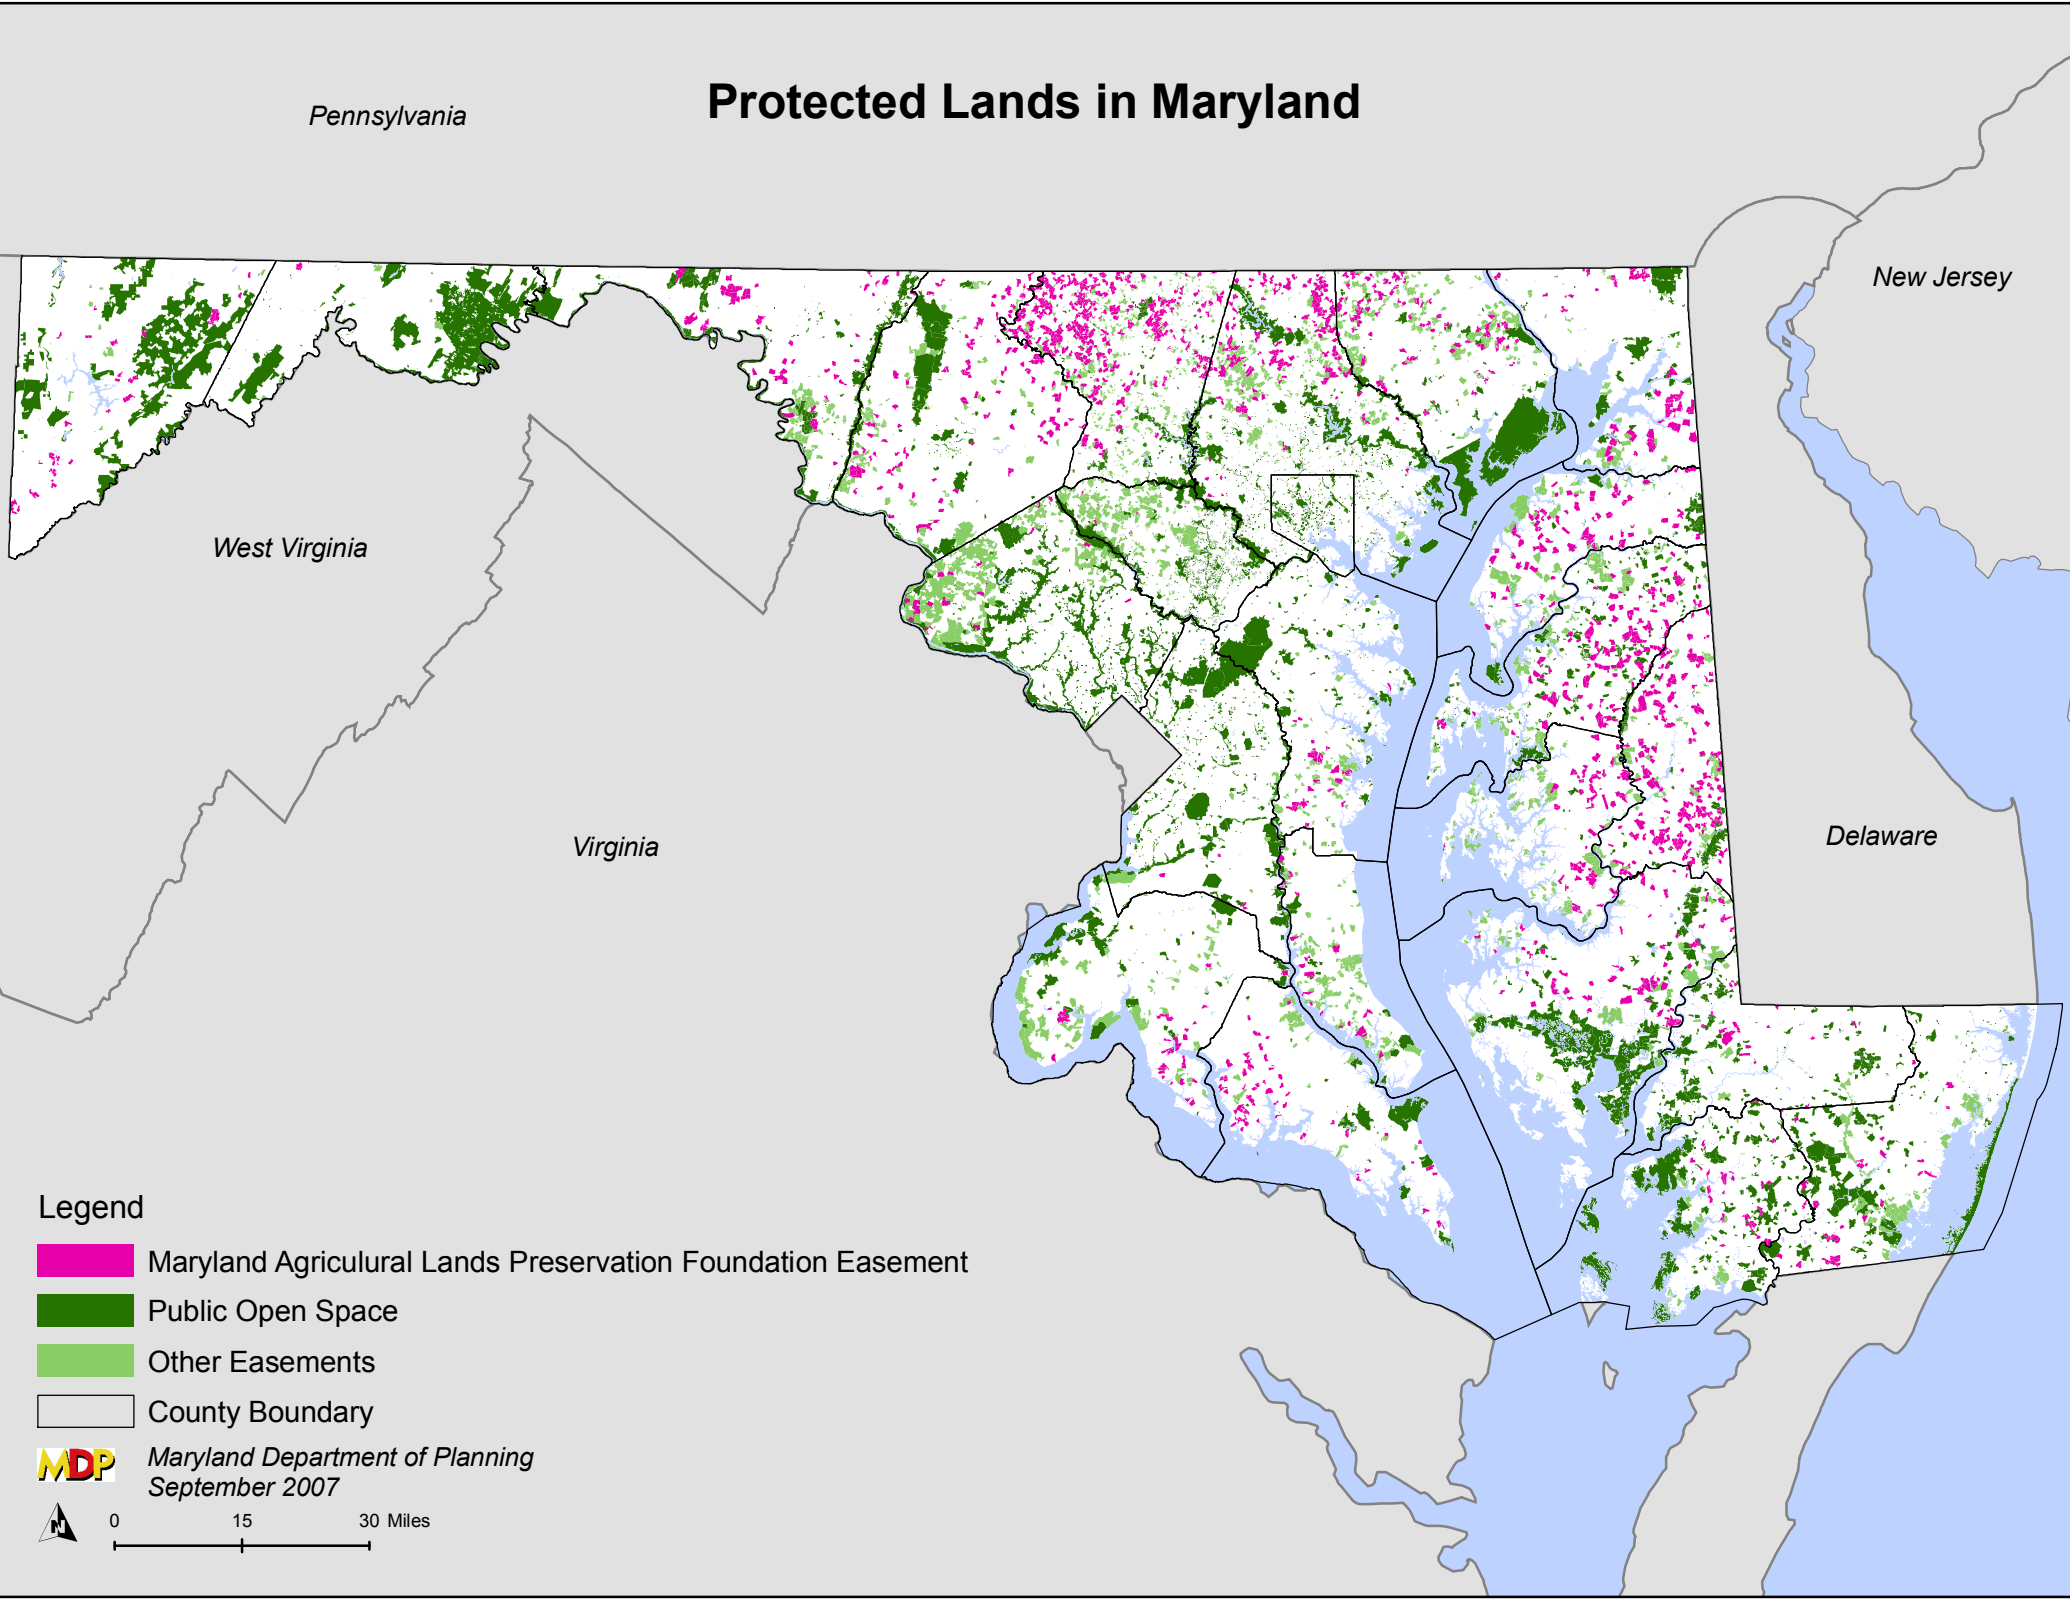 Protected Lands in Maryland
Pennsylvania
New Jersey
West Virginia
Virginia
Delaware
Legend
Maryland Agriculural Lands Preservation Foundation Easement
Public Open Space
Other Easements
County Boundary
MDP
Maryland Department of Planning
September 2007
N
0 15 30 Miles